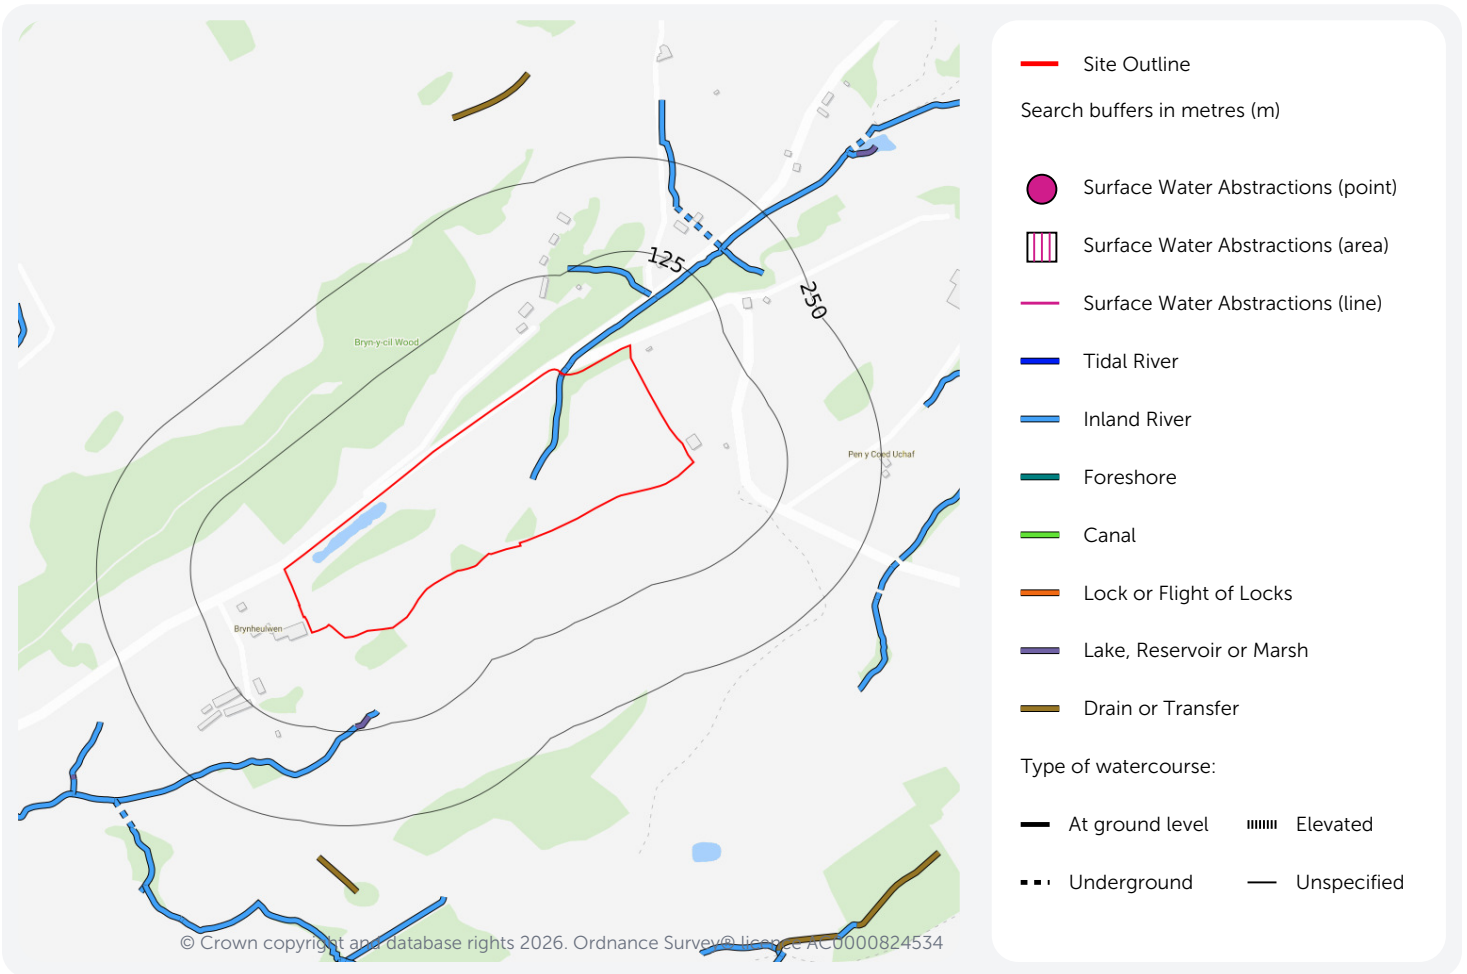 125
250
Bryn-y-cil Wood
Pen y Coed Uchaf
Brynheulwen
© Crown copyright and database rights 2026. Ordnance Survey® licence AC0000824534
Site Outline
Search buffers in metres (m)
Surface Water Abstractions (point)
Surface Water Abstractions (area)
Surface Water Abstractions (line)
Tidal River
Inland River
Foreshore
Canal
Lock or Flight of Locks
Lake, Reservoir or Marsh
Drain or Transfer
Type of watercourse:
At ground level
Elevated
Underground
Unspecified